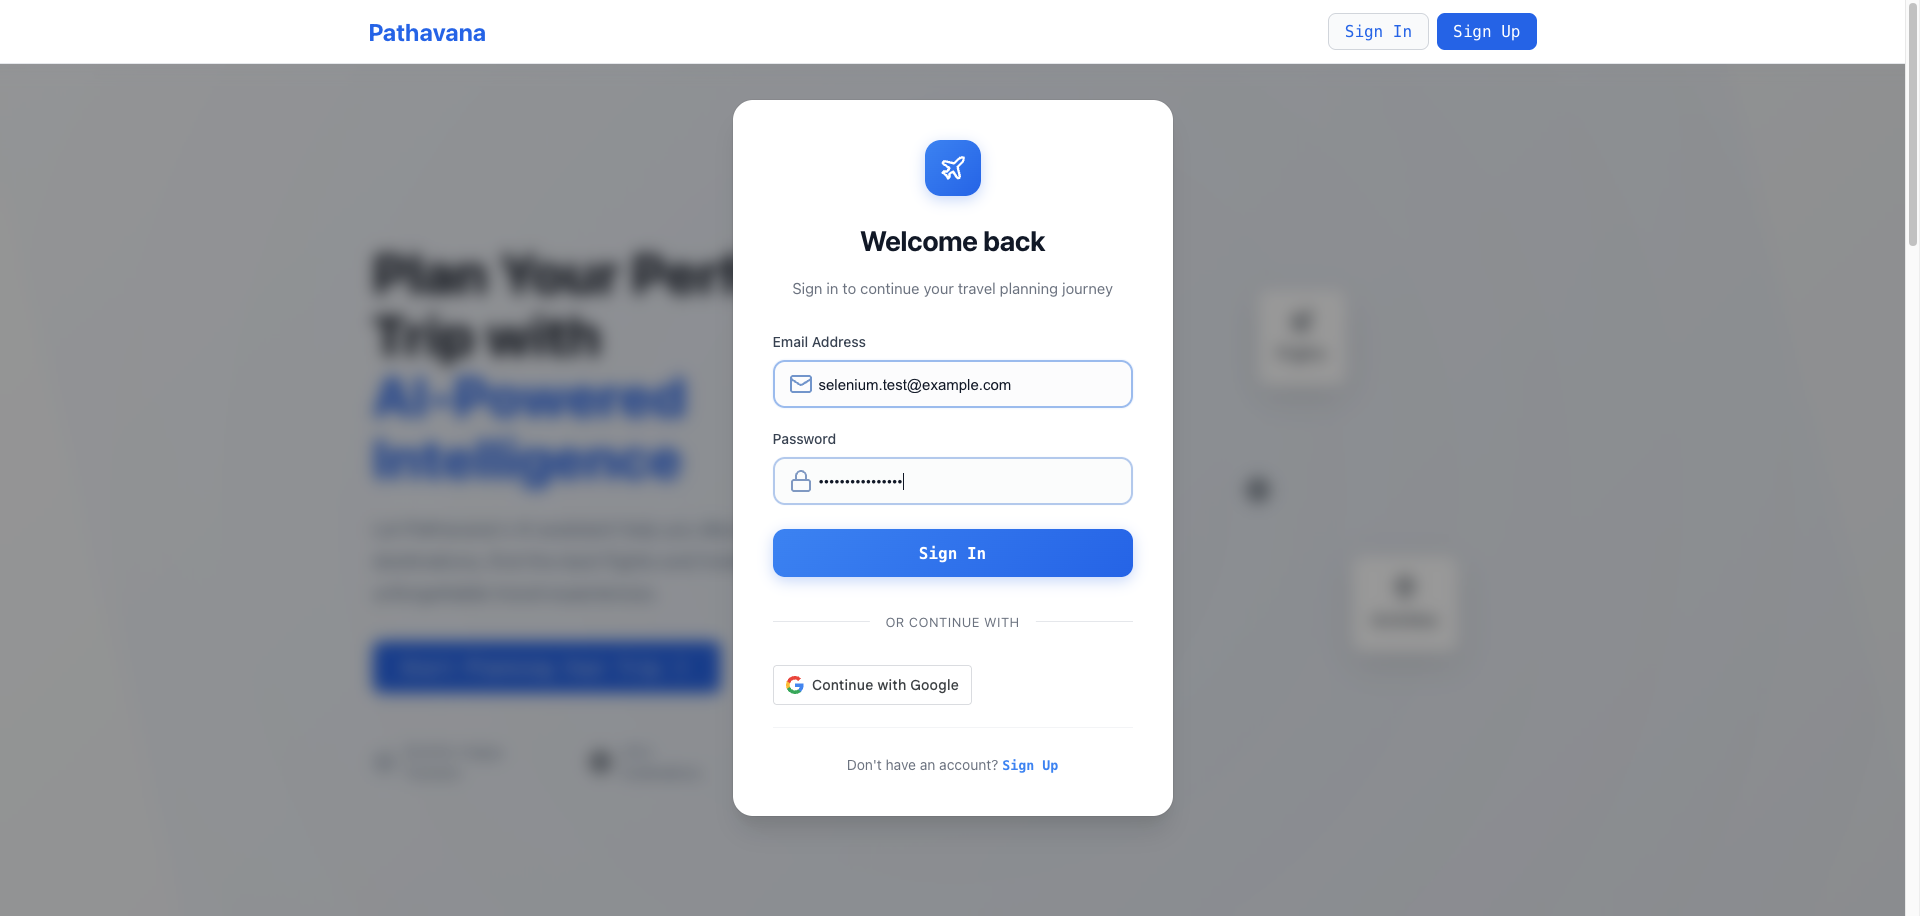 Pathavana
Sign In
Sign Up
Plan Your Perf
Trip with
AI-Powered
Intelligence
Welcome back
Sign in to continue your travel planning journey
Email Address
selenium.test@example.com
Password
••••••••••••••••
Sign In
OR CONTINUE WITH
Continue with Google
Don't have an account? Sign Up